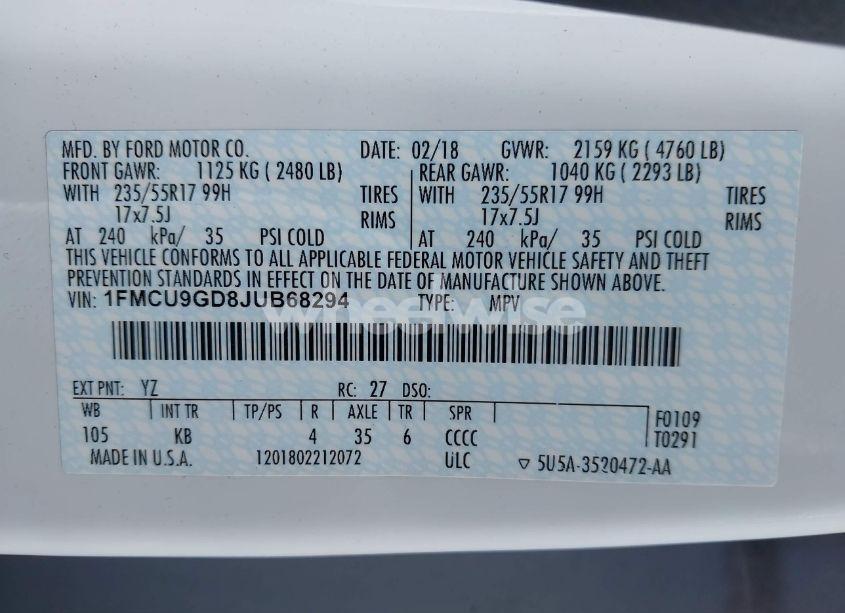 MFD. BY FORD MOTOR CO. DATE: 02/18 GVWR: 2159 KG ( 4760 LB)
FRONT GAWR: 1125 KG ( 2480 LB) REAR GAWR: 1040 KG ( 2293 LB)
WITH 235/55R17 99H TIRES WITH 235/55R17 99H TIRES
17x7.5J RIMS 17x7.5J RIMS
AT 240 kPa/ 35 PSI COLD AT 240 kPa/ 35 PSI COLD
THIS VEHICLE CONFORMS TO ALL APPLICABLE FEDERAL MOTOR VEHICLE SAFETY AND THEFT
PREVENTION STANDARDS IN EFFECT ON THE DATE OF MANUFACTURE SHOWN ABOVE.
VIN: 1FMCU9GD8JUB68294 TYPE: MPV
wheelwise
EXT PNT: YZ RC: 27 DSO:
WB INT TR TP/PS R AXLE TR SPR F0109
105 KB 4 35 6 CCCC T0291
MADE IN U.S.A. 1201802212072 ULC ▽ 5U5A-3520472-AA